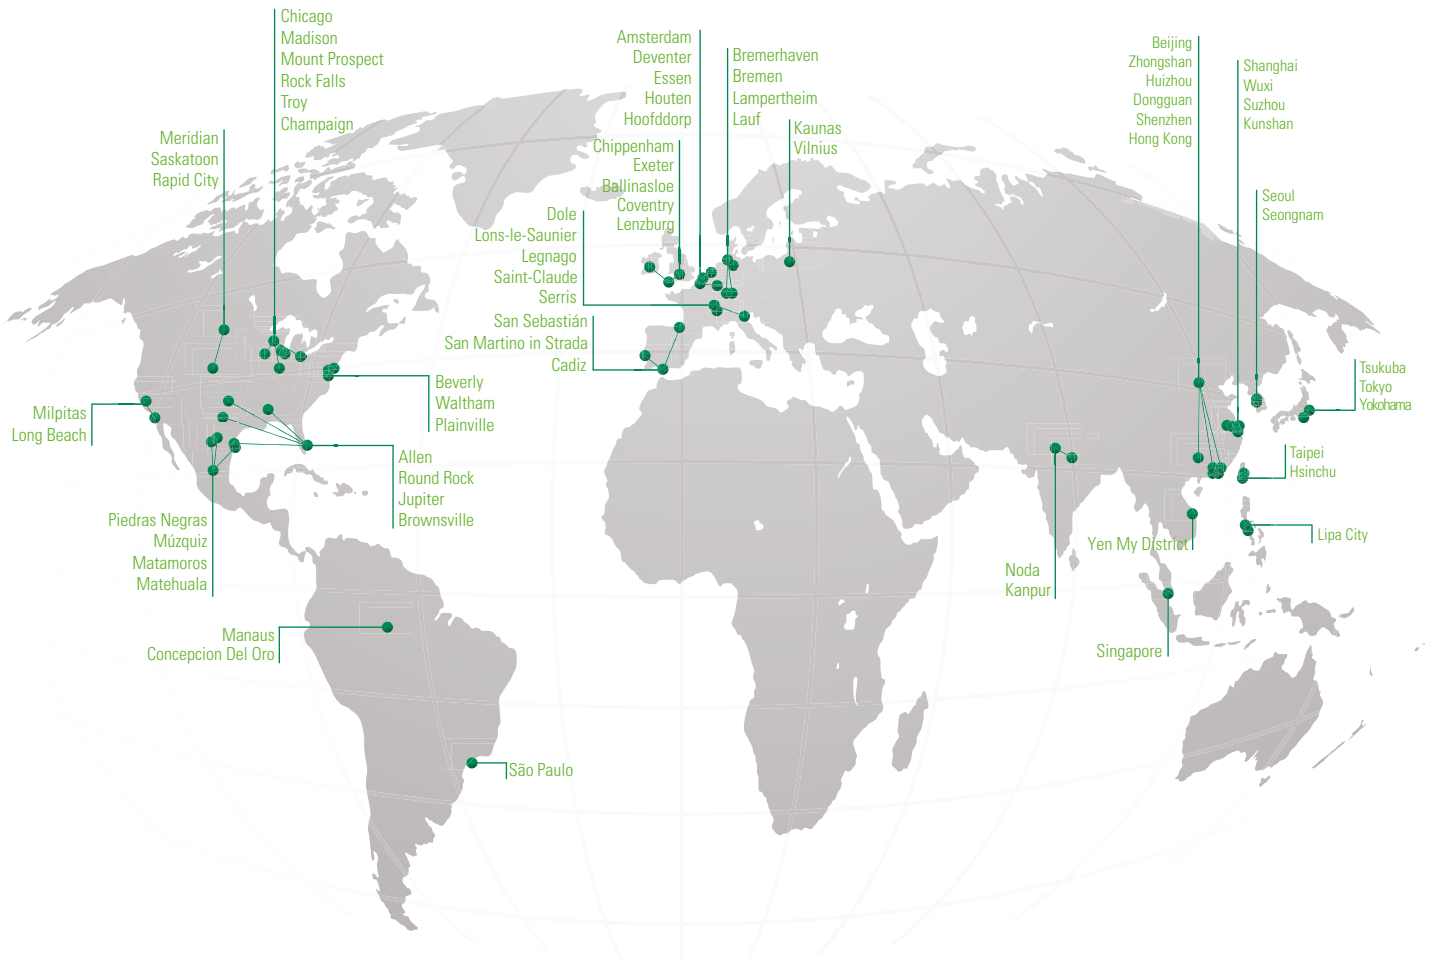 Chicago
Madison
Mount Prospect
Rock Falls
Troy
Champaign
Meridian
Saskatoon
Rapid City
Amsterdam
Deventer
Essen
Houten
Hoofddorp
Bremerhaven
Bremen
Lampertheim
Lauf
Kaunas
Vilnius
Chippenham
Exeter
Ballinasloe
Coventry
Lenzburg
Dole
Lons-le-Saunier
Legnago
Saint-Claude
Serris
San Sebastián
San Martino in Strada
Cadiz
Beijing
Zhongshan
Huizhou
Dongguan
Shenzhen
Hong Kong
Shanghai
Wuxi
Suzhou
Kunshan
Seoul
Seongnam
Tsukuba
Tokyo
Yokohama
Taipei
Hsinchu
Lipa City
Milpitas
Long Beach
Beverly
Waltham
Plainville
Allen
Round Rock
Jupiter
Brownsville
Piedras Negras
Múzquiz
Matamoros
Matehuala
Manaus
Concepcion Del Oro
São Paulo
Noda
Kanpur
Yen My District
Singapore